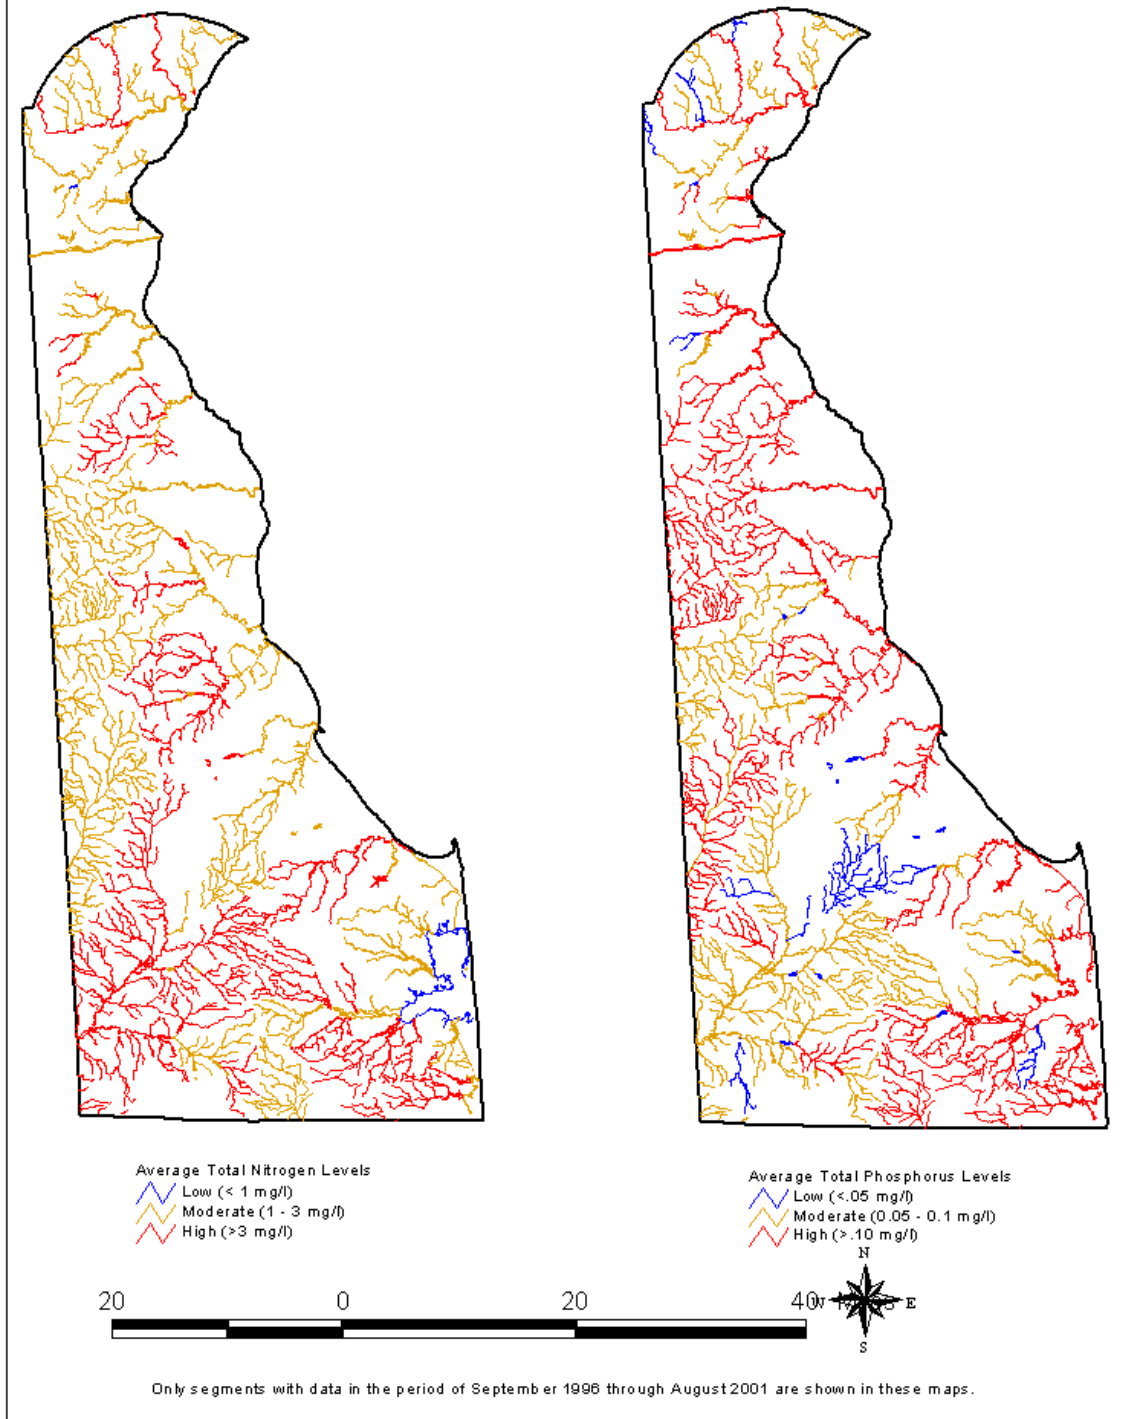 Average Total Nitrogen Levels
Low (< 1 mg/l)
Moderate (1 - 3 mg/l)
High (>3 mg/l)
Average Total Phosphorus Levels
Low (<.05 mg/l)
Moderate (0.05 - 0.1 mg/l)
High (>.10 mg/l)
N
20 0 20 40
W E
S
Only segments with data in the period of September 1996 through August 2001 are shown in these maps.